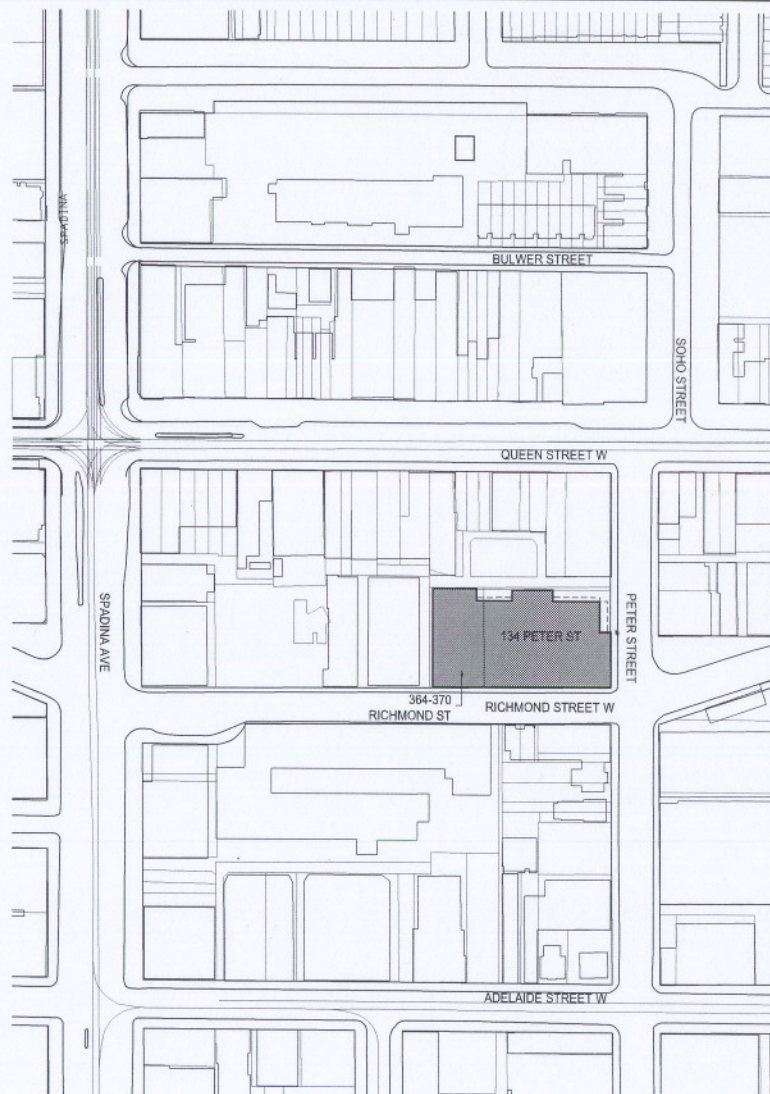 SPADINA
BULWER STREET
SOHO STREET
QUEEN STREET W
SPADINA AVE
134 PETER ST
PETER STREET
364-370
RICHMOND ST
RICHMOND STREET W
ADELAIDE STREET W